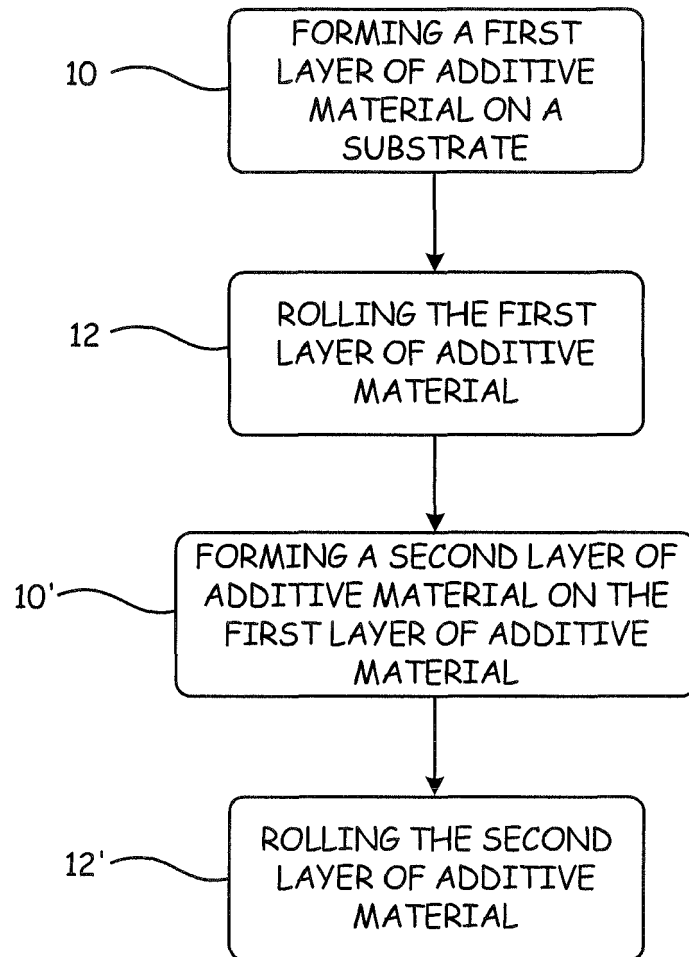 10
FORMING A FIRST
LAYER OF ADDITIVE
MATERIAL ON A
SUBSTRATE
12
ROLLING THE FIRST
LAYER OF ADDITIVE
MATERIAL
10'
FORMING A SECOND LAYER OF
ADDITIVE MATERIAL ON THE
FIRST LAYER OF ADDITIVE
MATERIAL
12'
ROLLING THE SECOND
LAYER OF ADDITIVE
MATERIAL